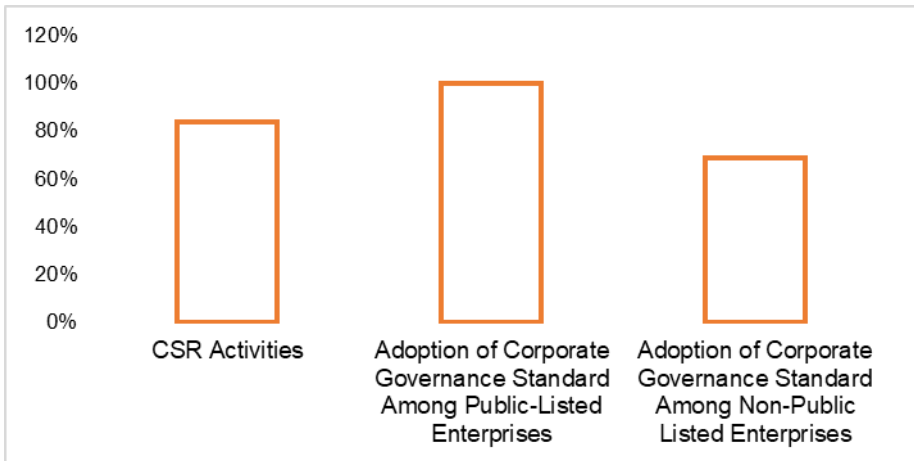 120%
100%
80%
60%
40%
20%
0%
CSR Activities
Adoption of Corporate
Governance Standard
Among Public-Listed
Enterprises
Adoption of Corporate
Governance Standard
Among Non-Public
Listed Enterprises